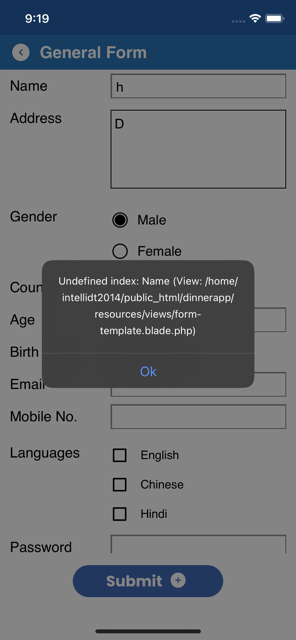 9:19
General Form
Name
h
Address
D
Gender
Male
Female
Undefined index: Name (View: /home/
intellidt2014/public_html/dinnerapp/
resources/views/form-
template.blade.php)
Ok
Coun
Age
Birth
Email
Mobile No.
Languages
English
Chinese
Hindi
Password
Submit